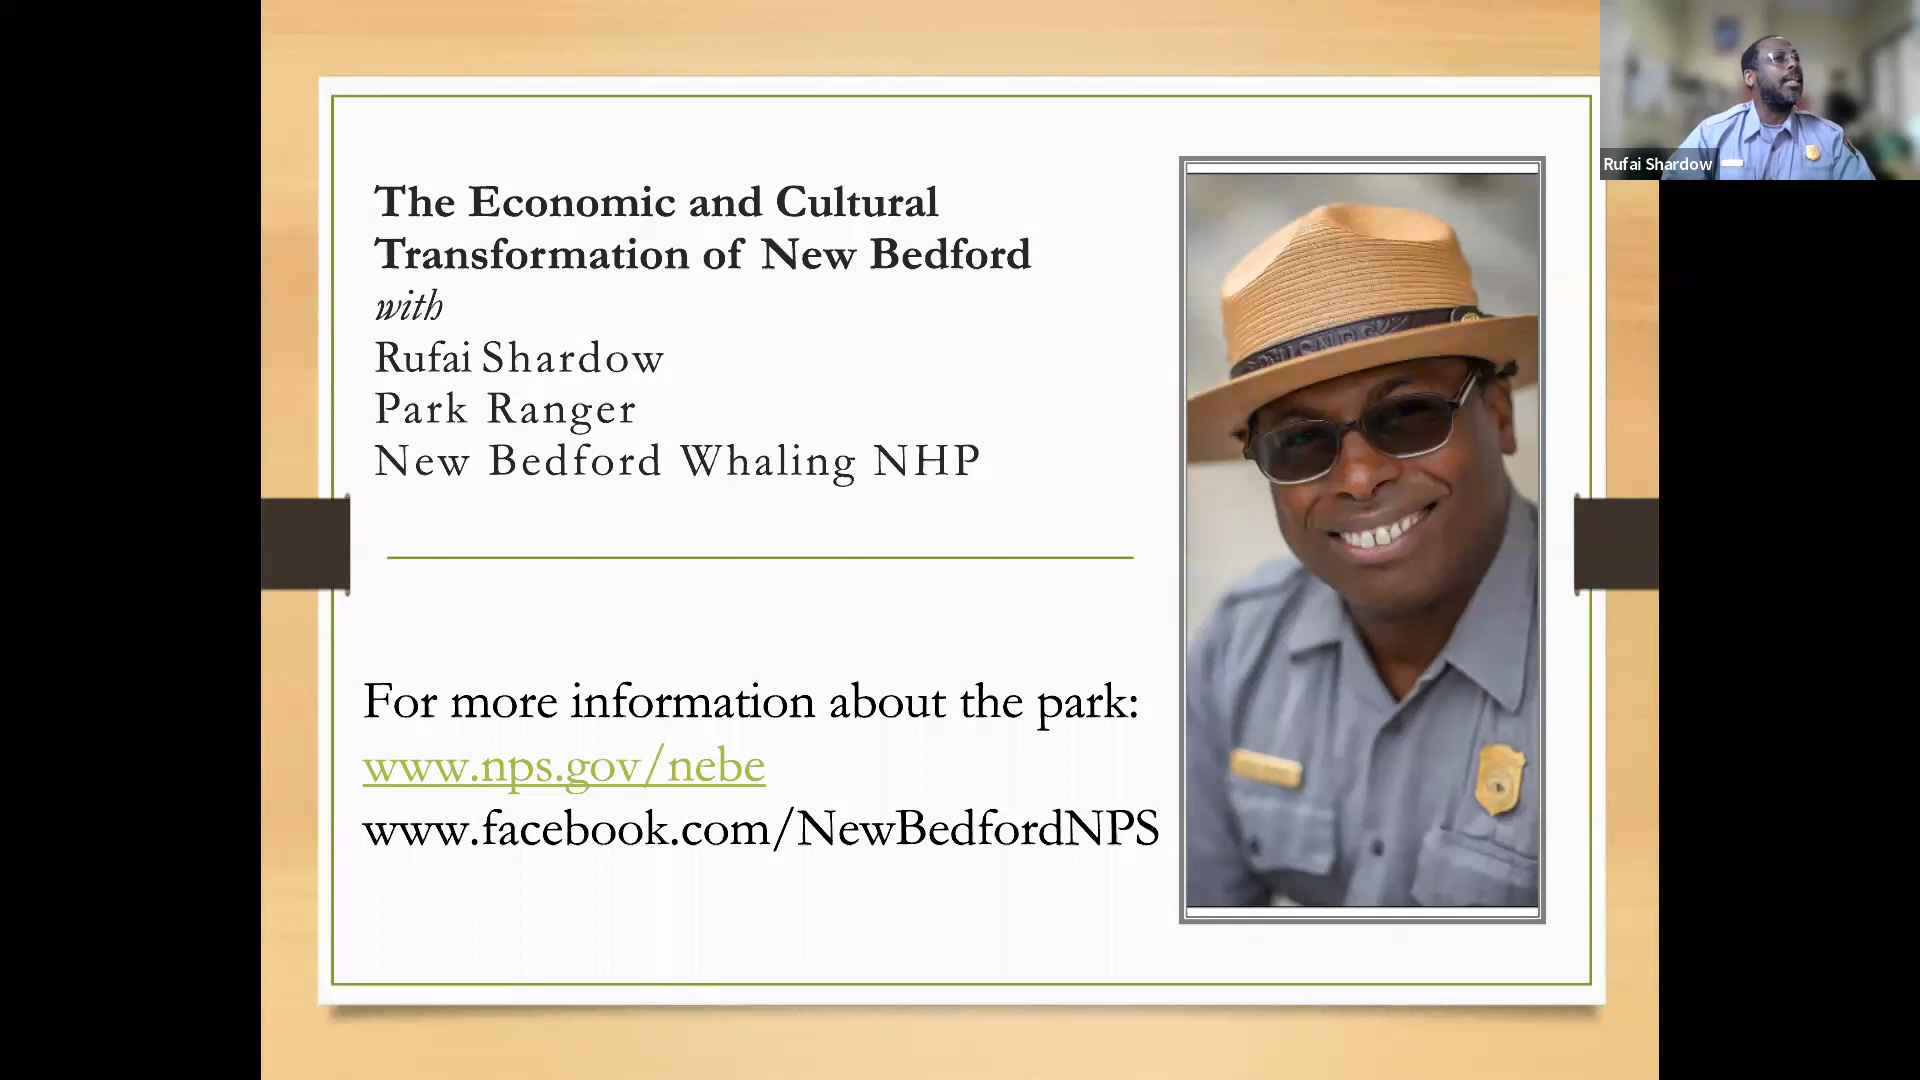 The Economic and Cultural
Transformation of New Bedford
with
Rufai Shardow
Park Ranger
New Bedford Whaling NHP
For more information about the park:
www.nps.gov/nebe
www.facebook.com/NewBedfordNPS
Rufai Shardow